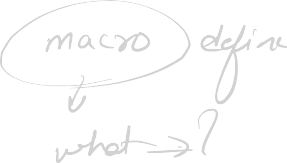 macro define
what → ?